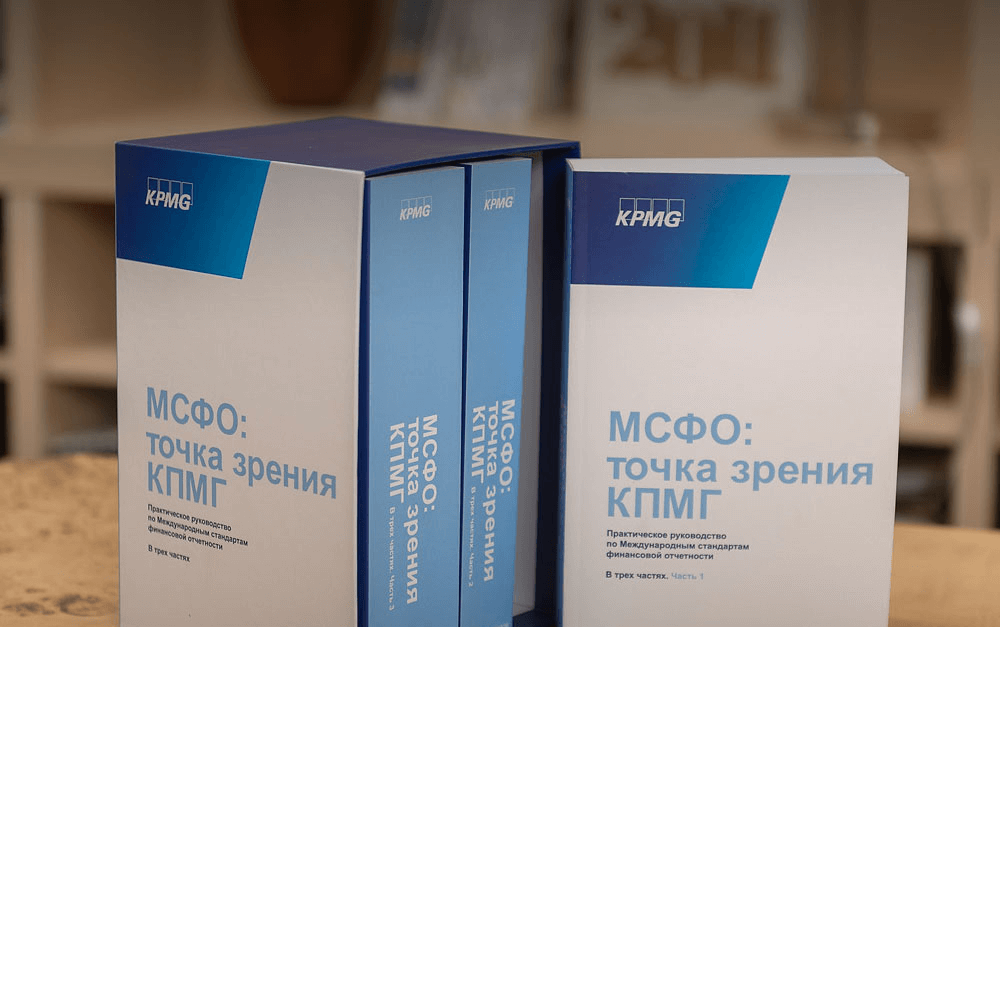 KPMG
МСФО:
точка зрения
КПМГ
Практическое руководство
по Международным стандартам
финансовой отчетности
В трех частях
KPMG
МСФО:
точка зрения
КПМГ
В трех частях. Часть 3
KPMG
МСФО:
точка зрения
КПМГ
В трех частях. Часть 2
KPMG
МСФО:
точка зрения
КПМГ
Практическое руководство
по Международным стандартам
финансовой отчетности
В трех частях. Часть 1